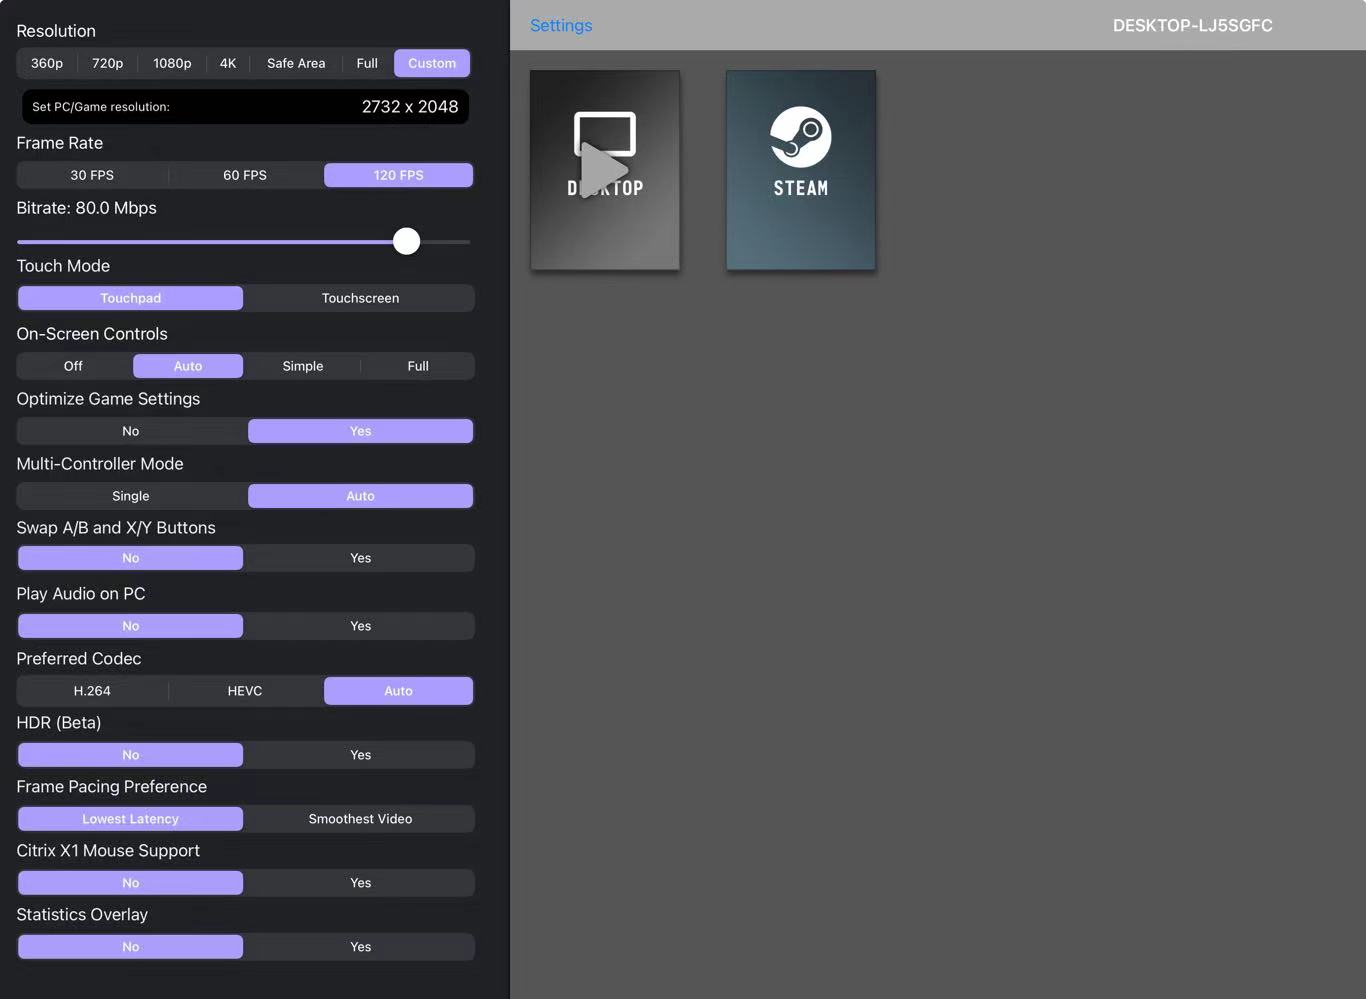 Resolution
360p 720p 1080p 4K Safe Area Full Custom
Set PC/Game resolution: 2732 x 2048
Frame Rate
30 FPS 60 FPS 120 FPS
Bitrate: 80.0 Mbps
Touch Mode
Touchpad Touchscreen
On-Screen Controls
Off Auto Simple Full
Optimize Game Settings
No Yes
Multi-Controller Mode
Single Auto
Swap A/B and X/Y Buttons
No Yes
Play Audio on PC
No Yes
Preferred Codec
H.264 HEVC Auto
HDR (Beta)
No Yes
Frame Pacing Preference
Lowest Latency Smoothest Video
Citrix X1 Mouse Support
No Yes
Statistics Overlay
No Yes
Settings DESKTOP-LJ5SGFC
DESKTOP STEAM